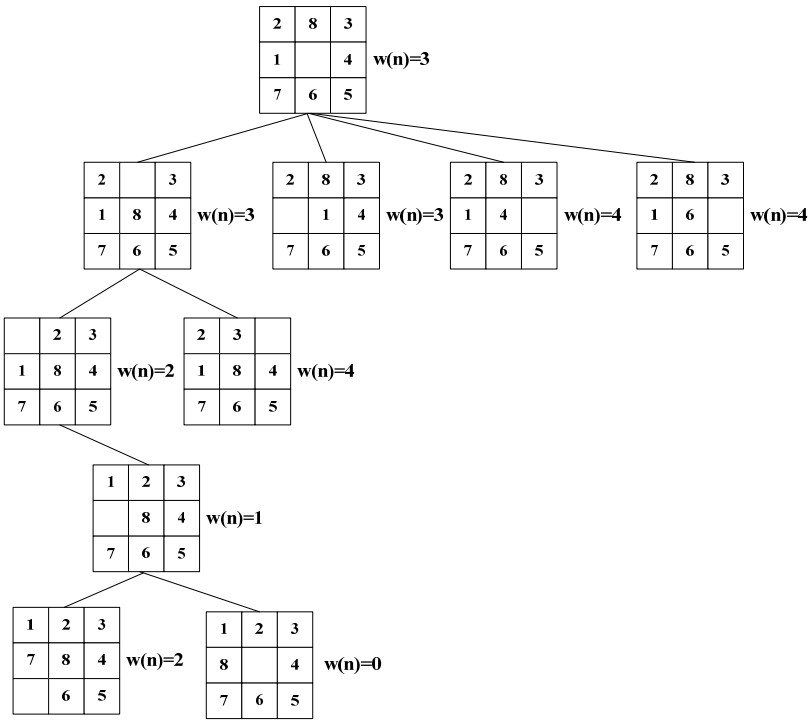 2 8 3
1 4 w(n)=3
7 6 5
2 3
1 8 4 w(n)=3
7 6 5
2 8 3
1 4 w(n)=3
7 6 5
2 8 3
1 4 w(n)=4
7 6 5
2 8 3
1 6 w(n)=4
7 6 5
2 3
1 8 4 w(n)=2
7 6 5
2 3
1 8 4 w(n)=4
7 6 5
1 2 3
8 4 w(n)=1
7 6 5
1 2 3
7 8 4 w(n)=2
6 5
1 2 3
8 4 w(n)=0
7 6 5